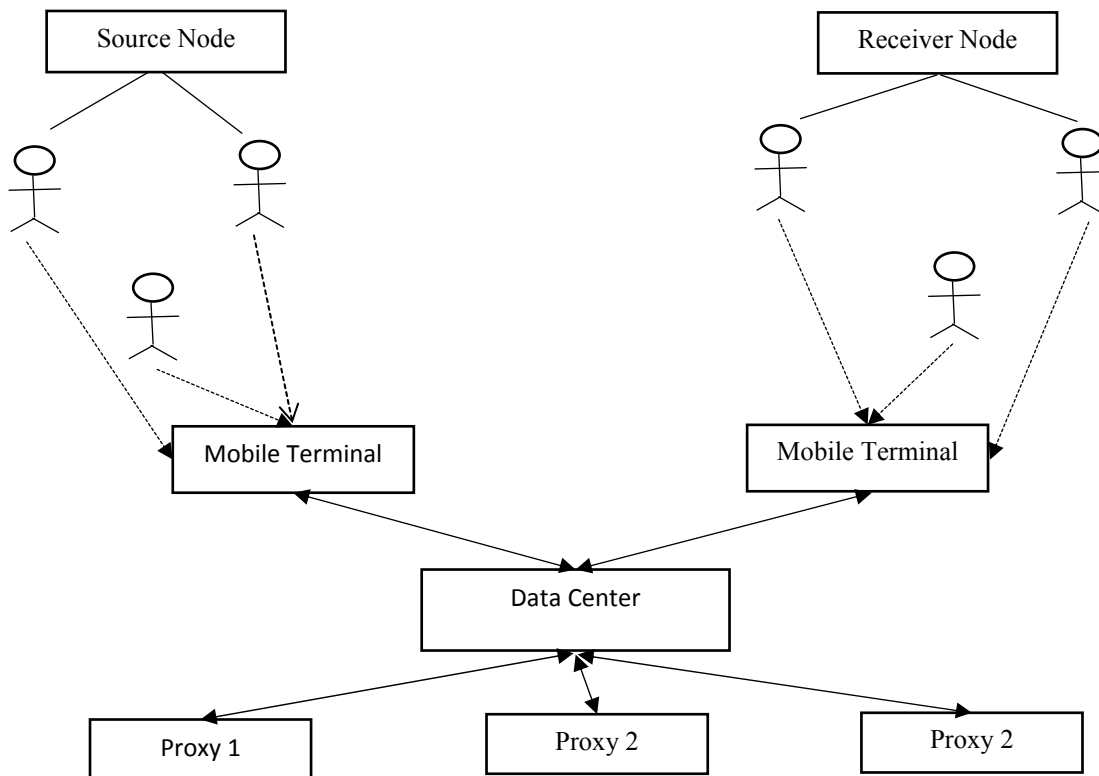 Source Node
Receiver Node
Mobile Terminal
Mobile Terminal
Data Center
Proxy 1
Proxy 2
Proxy 2